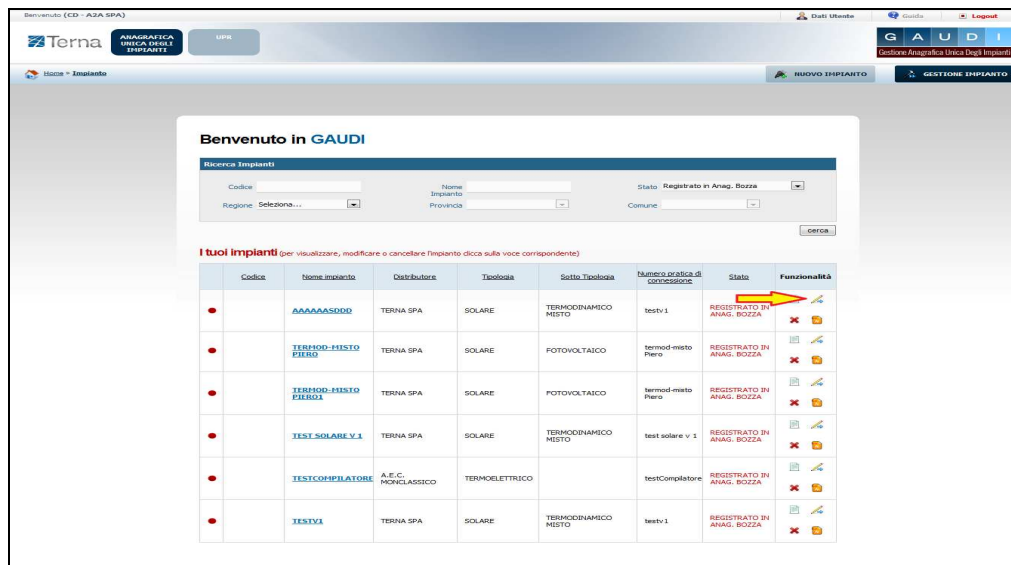 Benvenuto (CD - A2A SPA)
Dati Utente
Guida
Logout
Terna
ANAGRAFICA
UNICA DEGLI
IMPIANTI
UPR
G A U D I
Gestione Anagrafica Unica Degli Impianti
Home » Impianto
NUOVO IMPIANTO
GESTIONE IMPIANTO
Benvenuto in GAUDI
Ricerca Impianti
Codice
Nome Impianto
Stato Registrato in Anag. Bozza
Regione Seleziona...
Provincia
Comune
cerca
I tuoi impianti (per visualizzare, modificare o cancellare l'impianto clicca sulla voce corrispondente)
Codice Nome impianto Distributore Tipologia Sotto Tipologia Numero pratica di connessione Stato Funzionalità
AAAAAASDDD TERNA SPA SOLARE TERMODINAMICO MISTO testv1 REGISTRATO IN ANAG. BOZZA
TERMOD-MISTO PIERO TERNA SPA SOLARE FOTOVOLTAICO termod-misto Piero REGISTRATO IN ANAG. BOZZA
TERMOD-MISTO PIERO1 TERNA SPA SOLARE FOTOVOLTAICO termod-misto Piero REGISTRATO IN ANAG. BOZZA
TEST SOLARE V 1 TERNA SPA SOLARE TERMODINAMICO MISTO test solare v 1 REGISTRATO IN ANAG. BOZZA
TESTCOMPILATORE A.E.C. MONCLASSICO TERMOELETTRICO testCompilatore REGISTRATO IN ANAG. BOZZA
TESTV1 TERNA SPA SOLARE TERMODINAMICO MISTO testv1 REGISTRATO IN ANAG. BOZZA